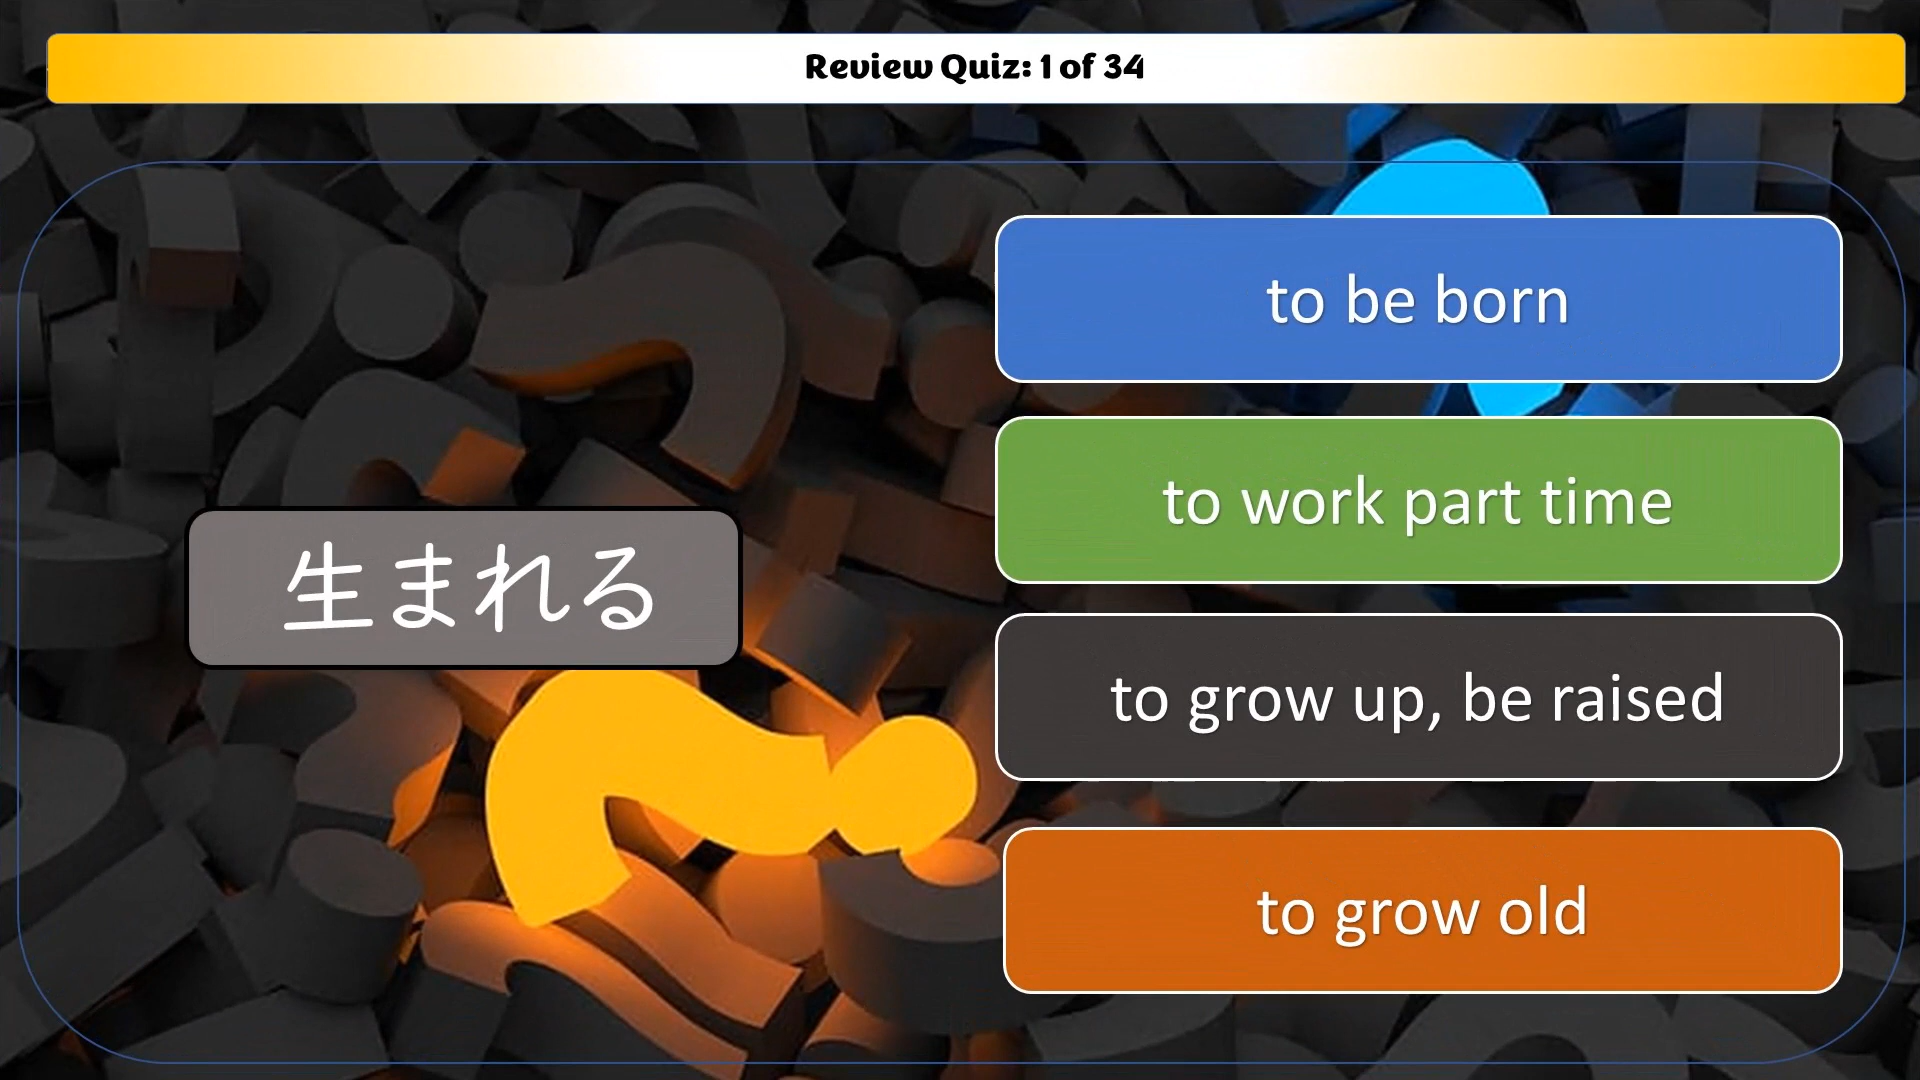 Review Quiz: 1 of 34
to be born
to work part time
生まれる
to grow up, be raised
to grow old